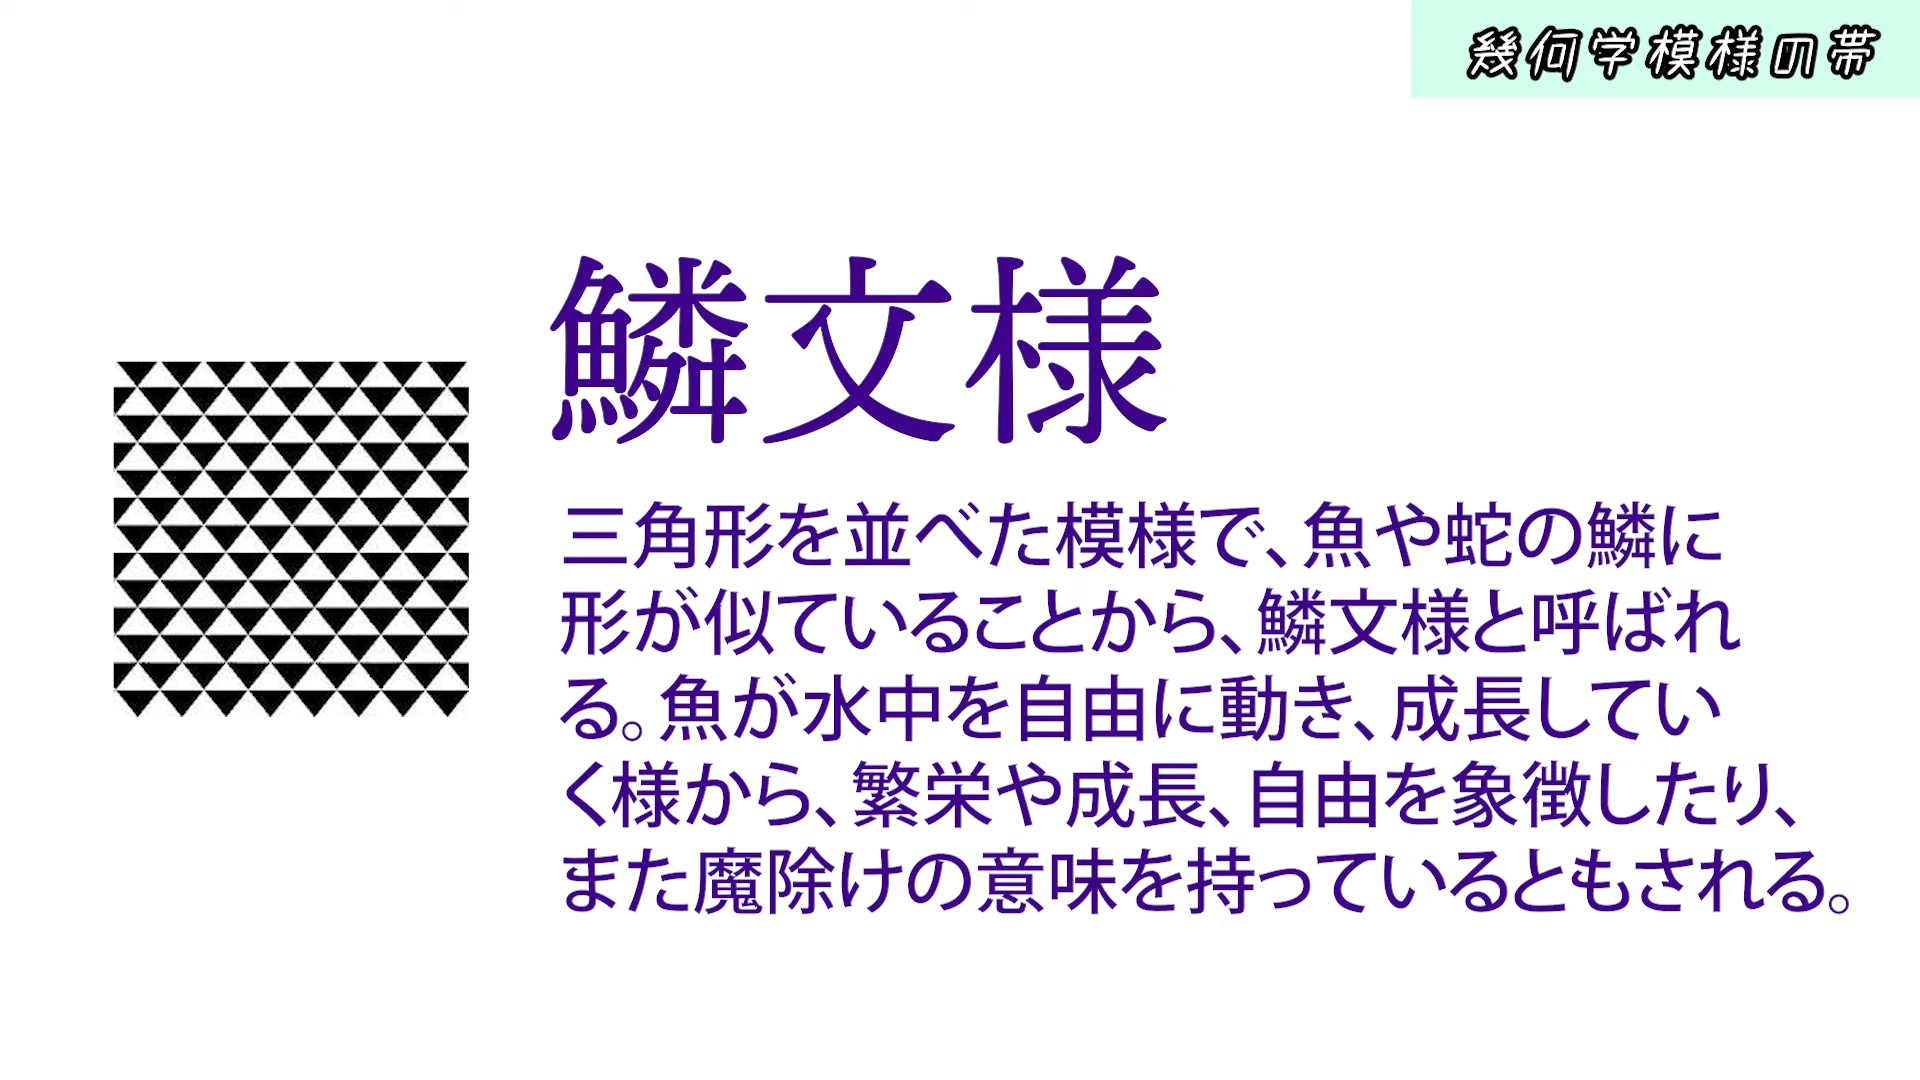 幾何学模様の帯
鱗文様
三角形を並べた模様で、魚や蛇の鱗に
形が似ていることから、鱗文様と呼ばれ
る。魚が水中を自由に動き、成長してい
く様から、繁栄や成長、自由を象徴したり、
また魔除けの意味を持っているともされる。